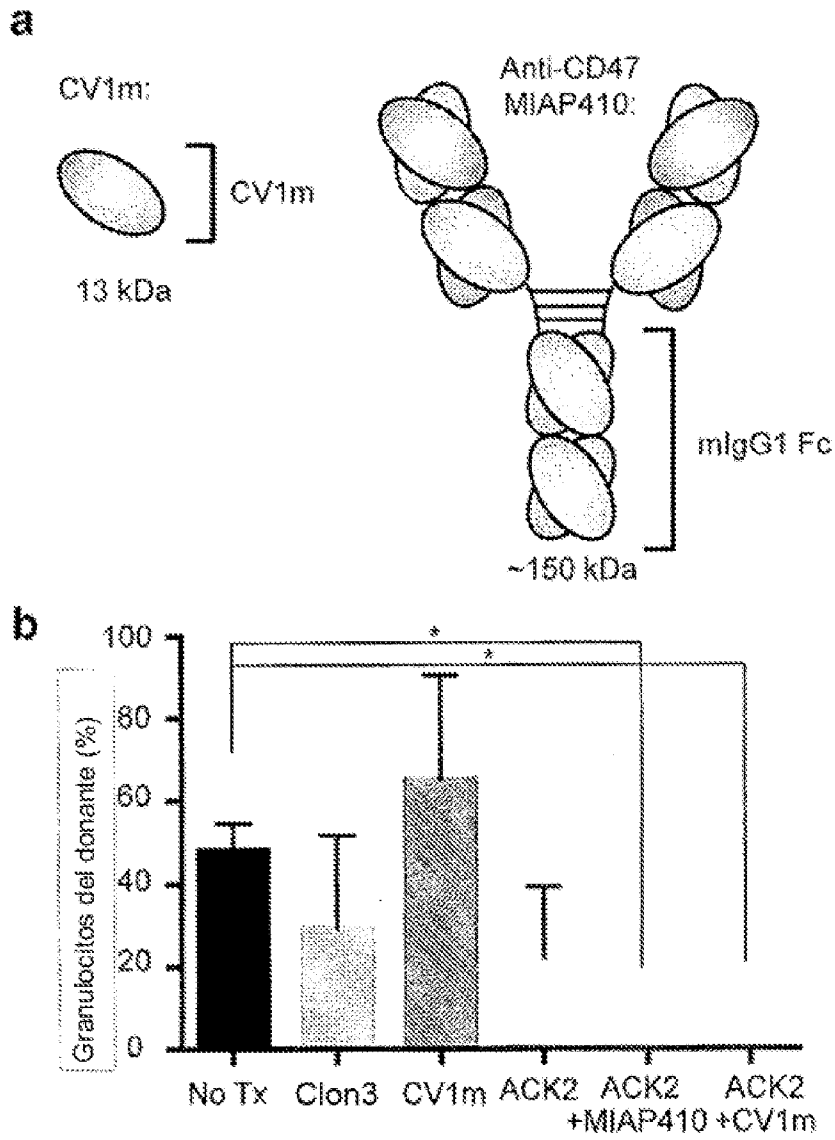 a
CV1m:
CV1m
13 kDa
Anti-CD47
MIAP410:
mIgG1 Fc
~150 kDa
b
Granulocitos del donante (%)
100
80
60
40
20
0
*
*
No Tx
Clon3
CV1m
ACK2
ACK2
+MIAP410
ACK2
+CV1m